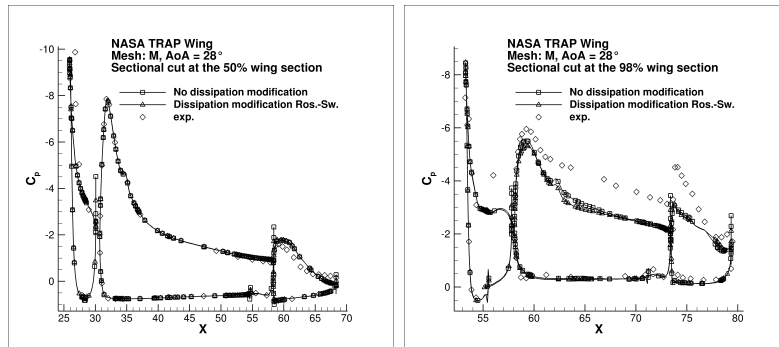 NASA TRAP Wing
Mesh: M, AoA = 28°
Sectional cut at the 50% wing section
No dissipation modification
Dissipation modification Ros.-Sw.
exp.
Cp
-10
-8
-6
-4
-2
0
25 30 35 40 45 50 55 60 65 70
X
NASA TRAP Wing
Mesh: M, AoA = 28°
Sectional cut at the 98% wing section
No dissipation modification
Dissipation modification Ros.-Sw.
exp.
Cp
-8
-6
-4
-2
0
55 60 65 70 75 80
X